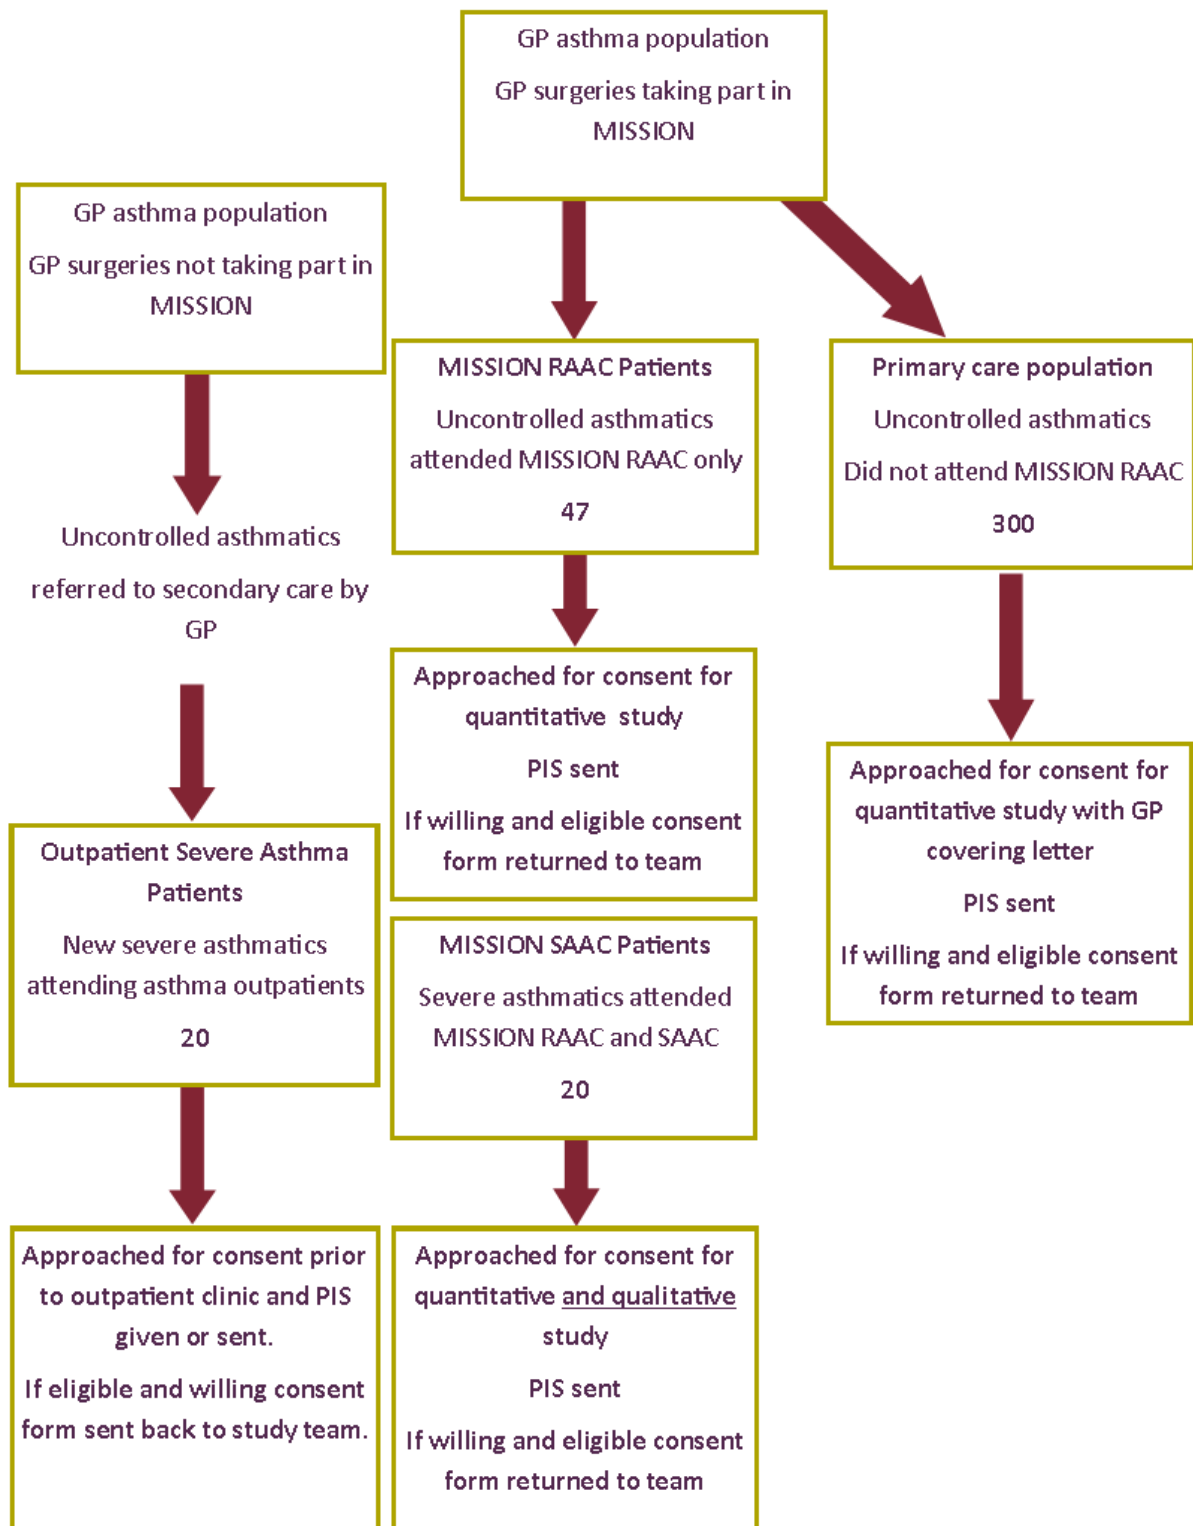 GP asthma population
GP surgeries taking part in
MISSION
GP asthma population
GP surgeries not taking part in
MISSION
Uncontrolled asthmatics
referred to secondary care by
GP
Outpatient Severe Asthma
Patients
New severe asthmatics
attending asthma outpatients
20
Approached for consent prior
to outpatient clinic and PIS
given or sent.
If eligible and willing consent
form sent back to study team.
MISSION RAAC Patients
Uncontrolled asthmatics
attended MISSION RAAC only
47
Approached for consent for
quantitative study
PIS sent
If willing and eligible consent
form returned to team
MISSION SAAC Patients
Severe asthmatics attended
MISSION RAAC and SAAC
20
Approached for consent for
quantitative and qualitative
study
PIS sent
If willing and eligible consent
form returned to team
Primary care population
Uncontrolled asthmatics
Did not attend MISSION RAAC
300
Approached for consent for
quantitative study with GP
covering letter
PIS sent
If willing and eligible consent
form returned to team